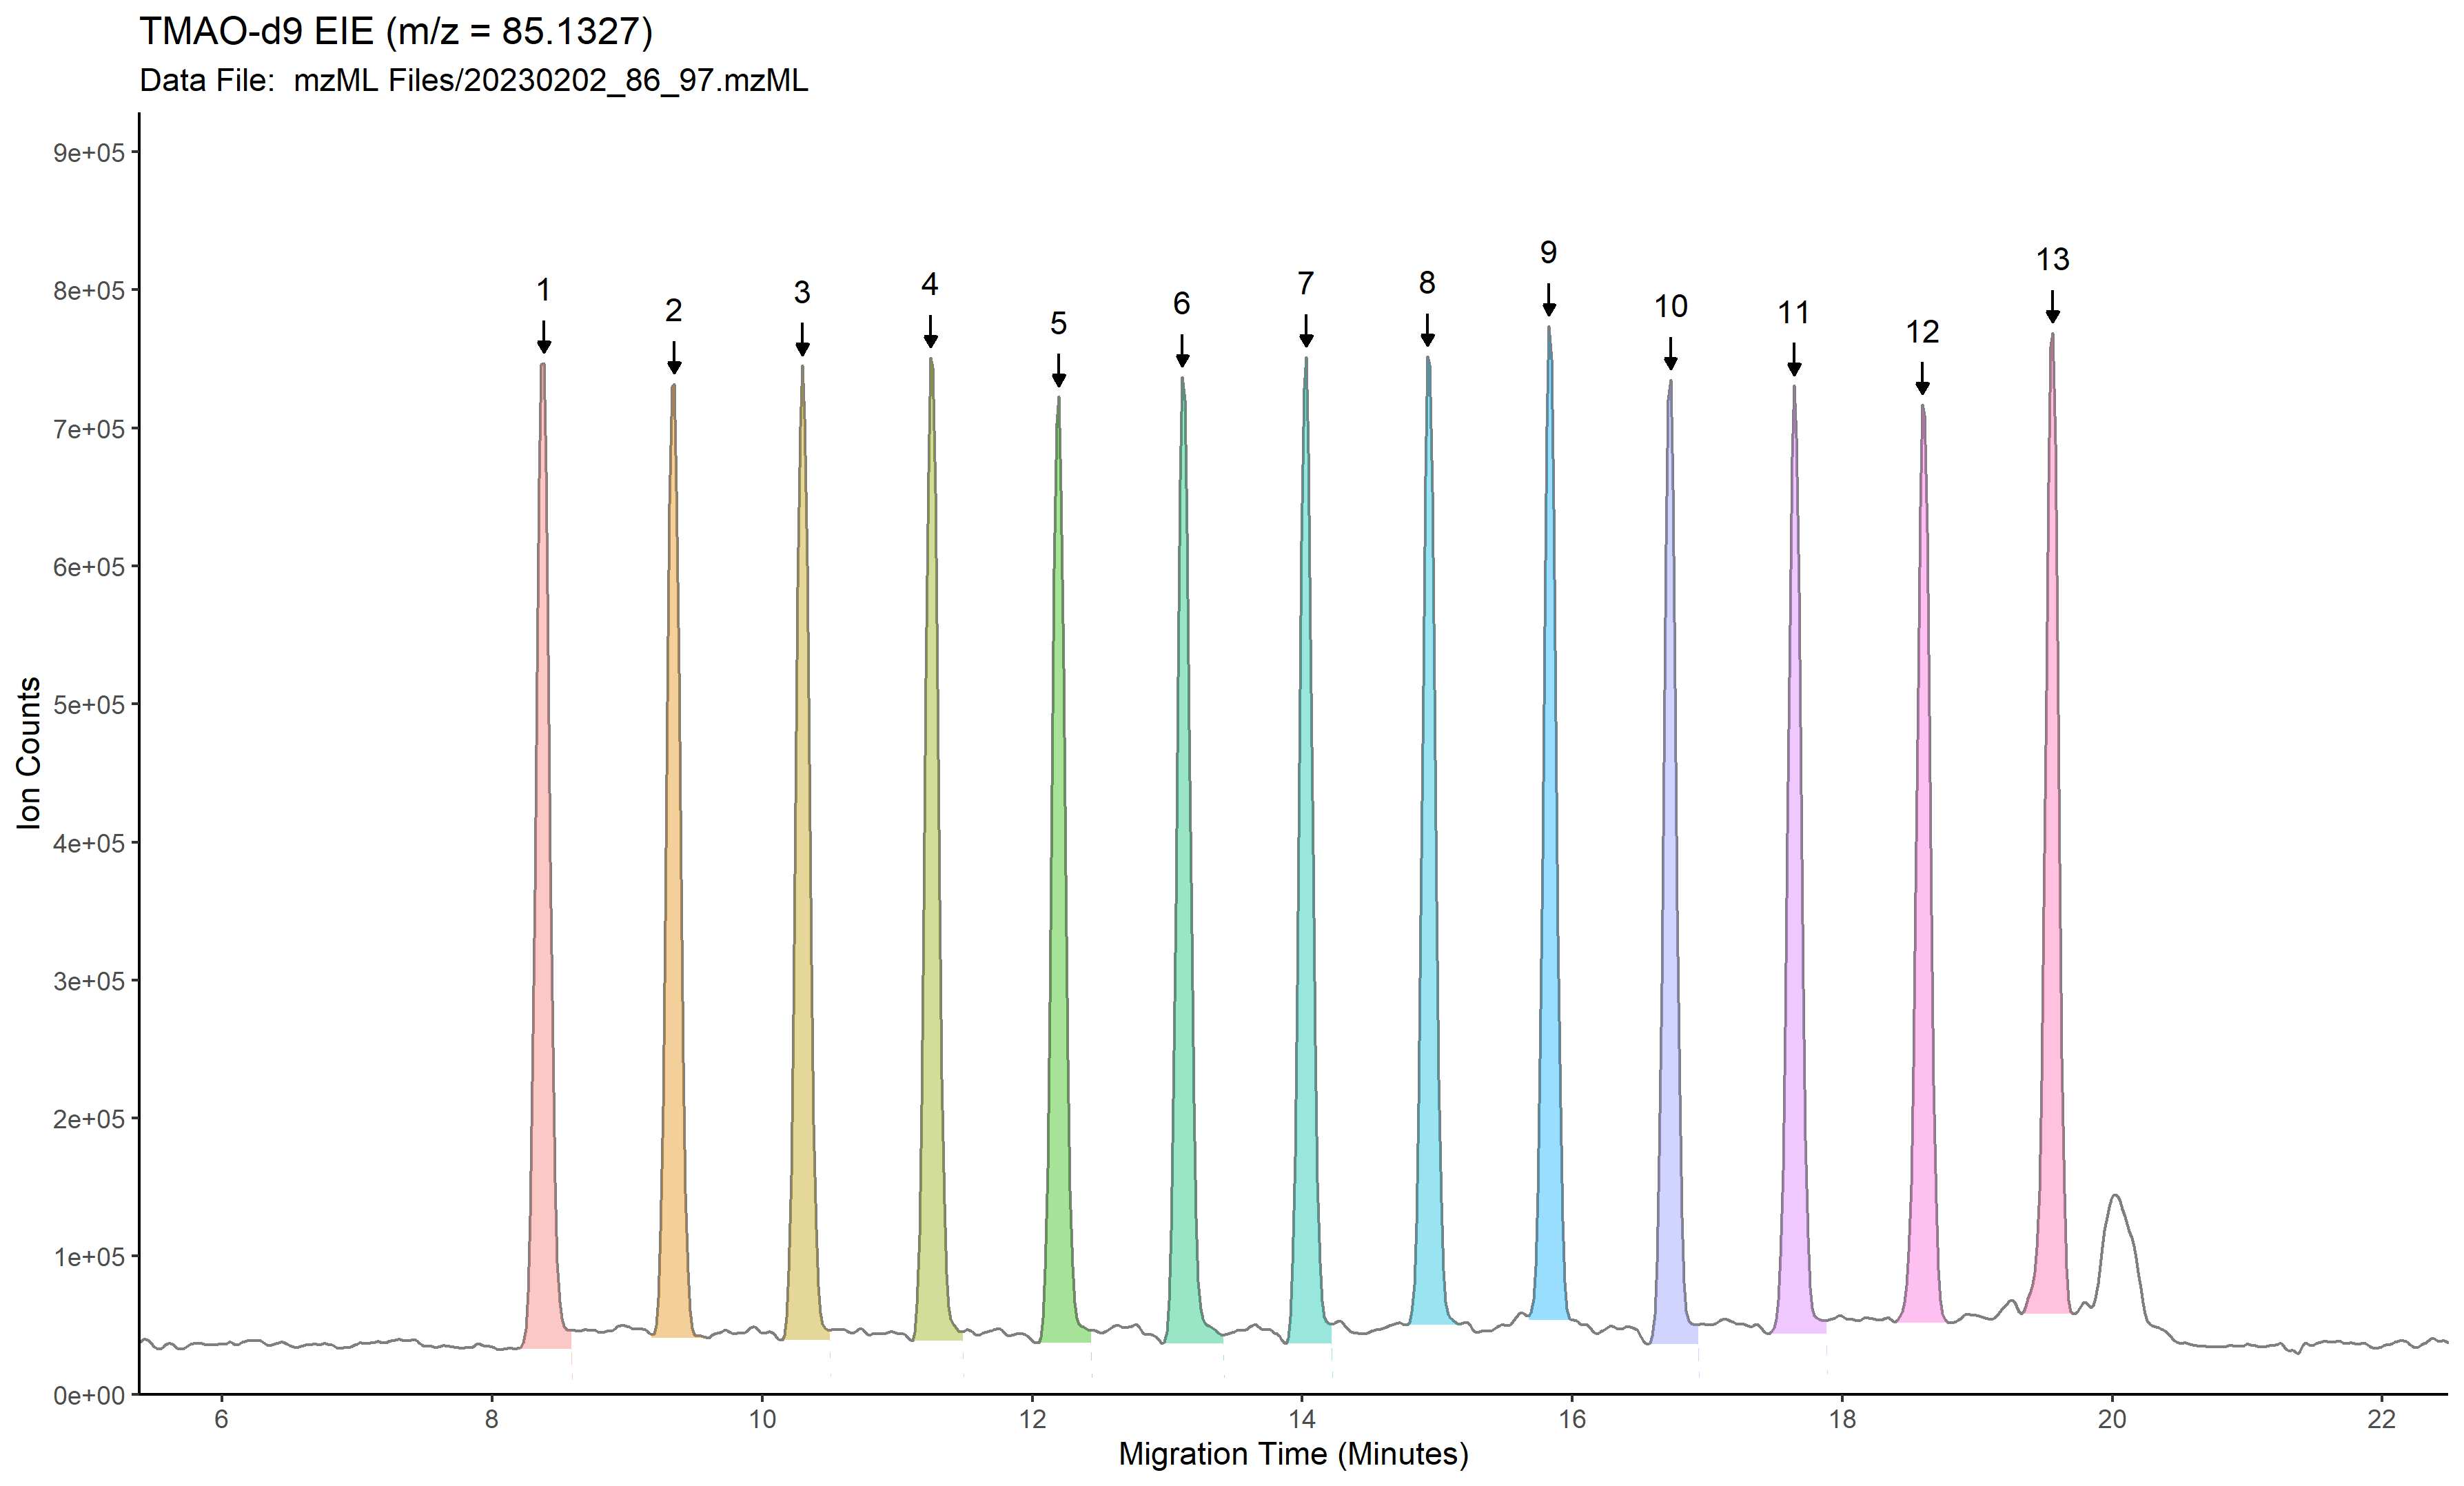 TMAO-d9 EIE (m/z = 85.1327)
Data File:  mzML Files/20230202_86_97.mzML
Ion Counts
9e+05
8e+05
7e+05
6e+05
5e+05
4e+05
3e+05
2e+05
1e+05
0e+00
1
2
3
4
5
6
7
8
9
10
11
12
13
6
8
10
12
14
16
18
20
22
Migration Time (Minutes)